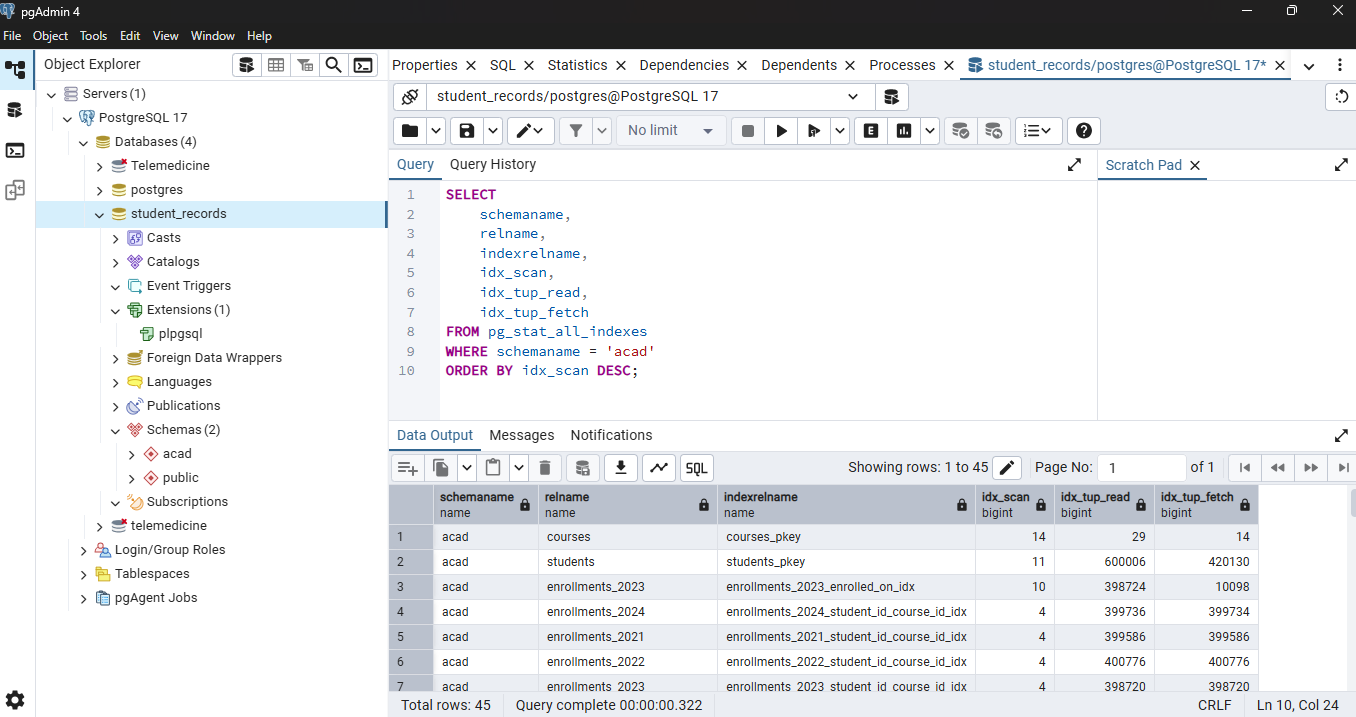 pgAdmin 4
File Object Tools Edit View Window Help
Object Explorer
Servers (1)
PostgreSQL 17
Databases (4)
Telemedicine
postgres
student_records
Casts
Catalogs
Event Triggers
Extensions (1)
plpgsql
Foreign Data Wrappers
Languages
Publications
Schemas (2)
acad
public
Subscriptions
telemedicine
Login/Group Roles
Tablespaces
pgAgent Jobs
Properties SQL Statistics Dependencies Dependents Processes student_records/postgres@PostgreSQL 17*
student_records/postgres@PostgreSQL 17
No limit E
Query Query History
1 SELECT
2 schemaname,
3 relname,
4 indexrelname,
5 idx_scan,
6 idx_tup_read,
7 idx_tup_fetch
8 FROM pg_stat_all_indexes
9 WHERE schemaname = 'acad'
10 ORDER BY idx_scan DESC;
Scratch Pad
Data Output Messages Notifications
SQL Showing rows: 1 to 45 Page No: 1 of 1
schemaname relname indexrelname idx_scan idx_tup_read idx_tup_fetch
name name name bigint bigint bigint
1 acad courses courses_pkey 14 29 14
2 acad students students_pkey 11 600006 420130
3 acad enrollments_2023 enrollments_2023_enrolled_on_idx 10 398724 10098
4 acad enrollments_2024 enrollments_2024_student_id_course_id_idx 4 399736 399734
5 acad enrollments_2021 enrollments_2021_student_id_course_id_idx 4 399586 399586
6 acad enrollments_2022 enrollments_2022_student_id_course_id_idx 4 400776 400776
7 acad enrollments_2023 enrollments_2023_student_id_course_id_idx 4 398720 398720
Total rows: 45 Query complete 00:00:00.322 CRLF Ln 10, Col 24